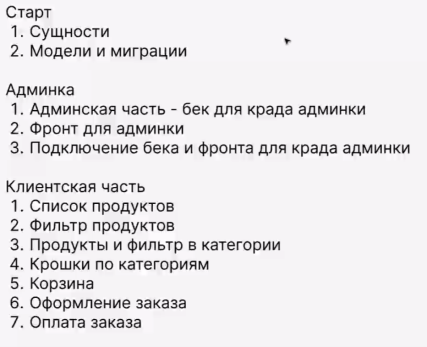 Старт
1. Сущности
2. Модели и миграции
Админка
1. Админская часть - бек для крада админки
2. Фронт для админки
3. Подключение бека и фронта для крада админки
Клиентская часть
1. Список продуктов
2. Фильтр продуктов
3. Продукты и фильтр в категории
4. Крошки по категориям
5. Корзина
6. Оформление заказа
7. Оплата заказа